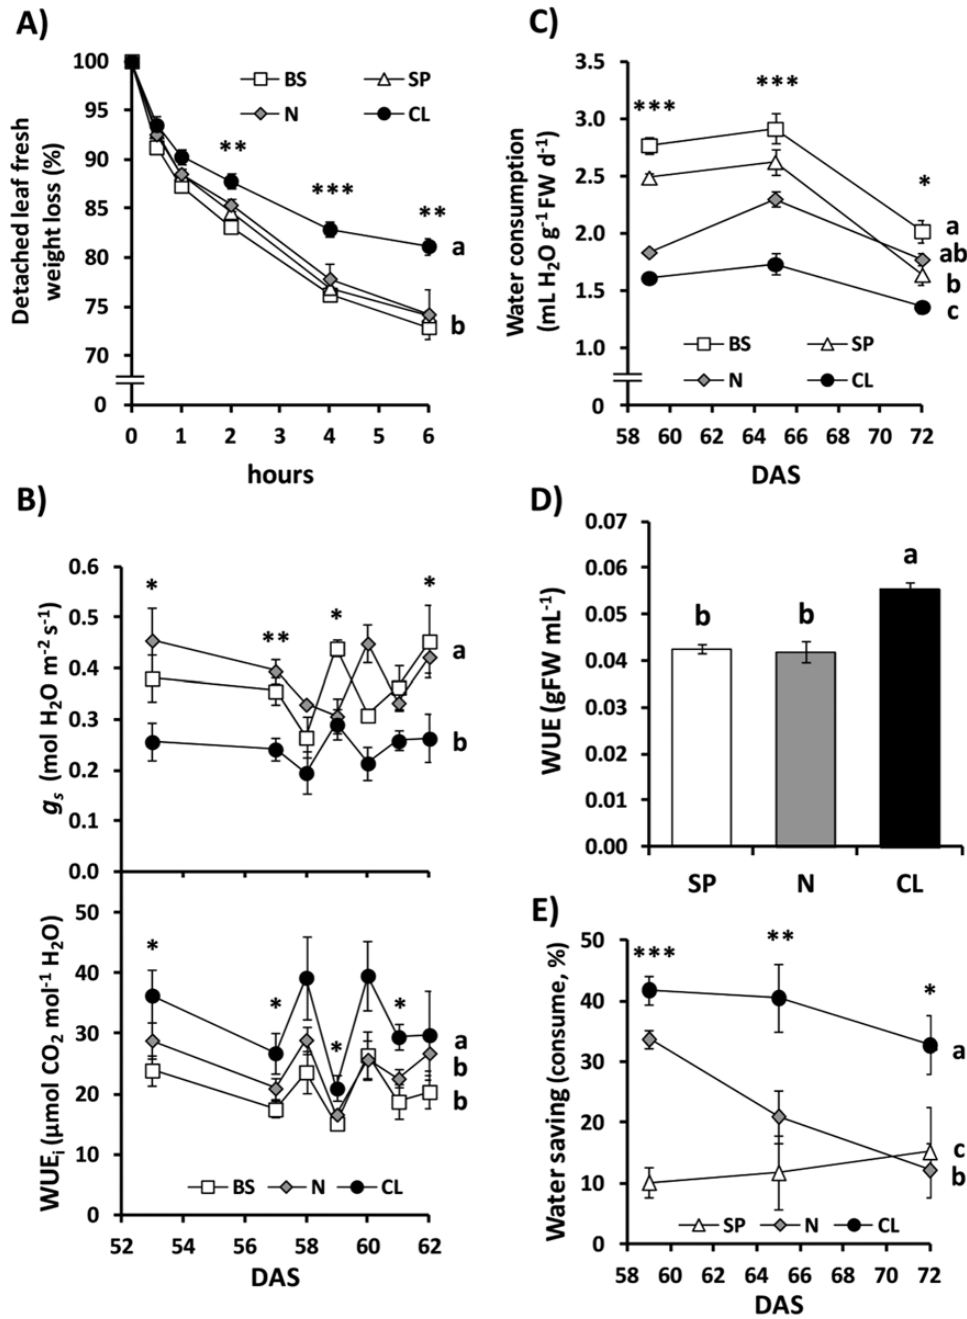 A)
Detached leaf fresh
weight loss (%)
100
95
90
85
80
75
70
0
BS
SP
N
CL
**
***
**
a
b
0 1 2 3 4 5 6
hours
B)
gs (mol H2O m-2 s-1)
0.6
0.5
0.4
0.3
0.2
0.1
0.0
*
**
*
*
a
b
WUEi (µmol CO2 mol-1 H2O)
50
40
30
20
10
0
*
*
*
*
a
b
b
BS N CL
52 54 56 58 60 62
DAS
C)
Water consumption
(mL H2O g-1 FW d-1)
3.5
3.0
2.5
2.0
1.5
1.0
0
***
***
*
a
ab
b
c
BS SP
N CL
58 60 62 64 66 68 70 72
DAS
D)
WUE (gFW mL-1)
0.07
0.06
0.05
0.04
0.03
0.02
0.01
0.00
b
b
a
SP N CL
E)
Water saving (consume, %)
50
40
30
20
10
0
***
**
*
a
c
b
SP N CL
58 60 62 64 66 68 70 72
DAS